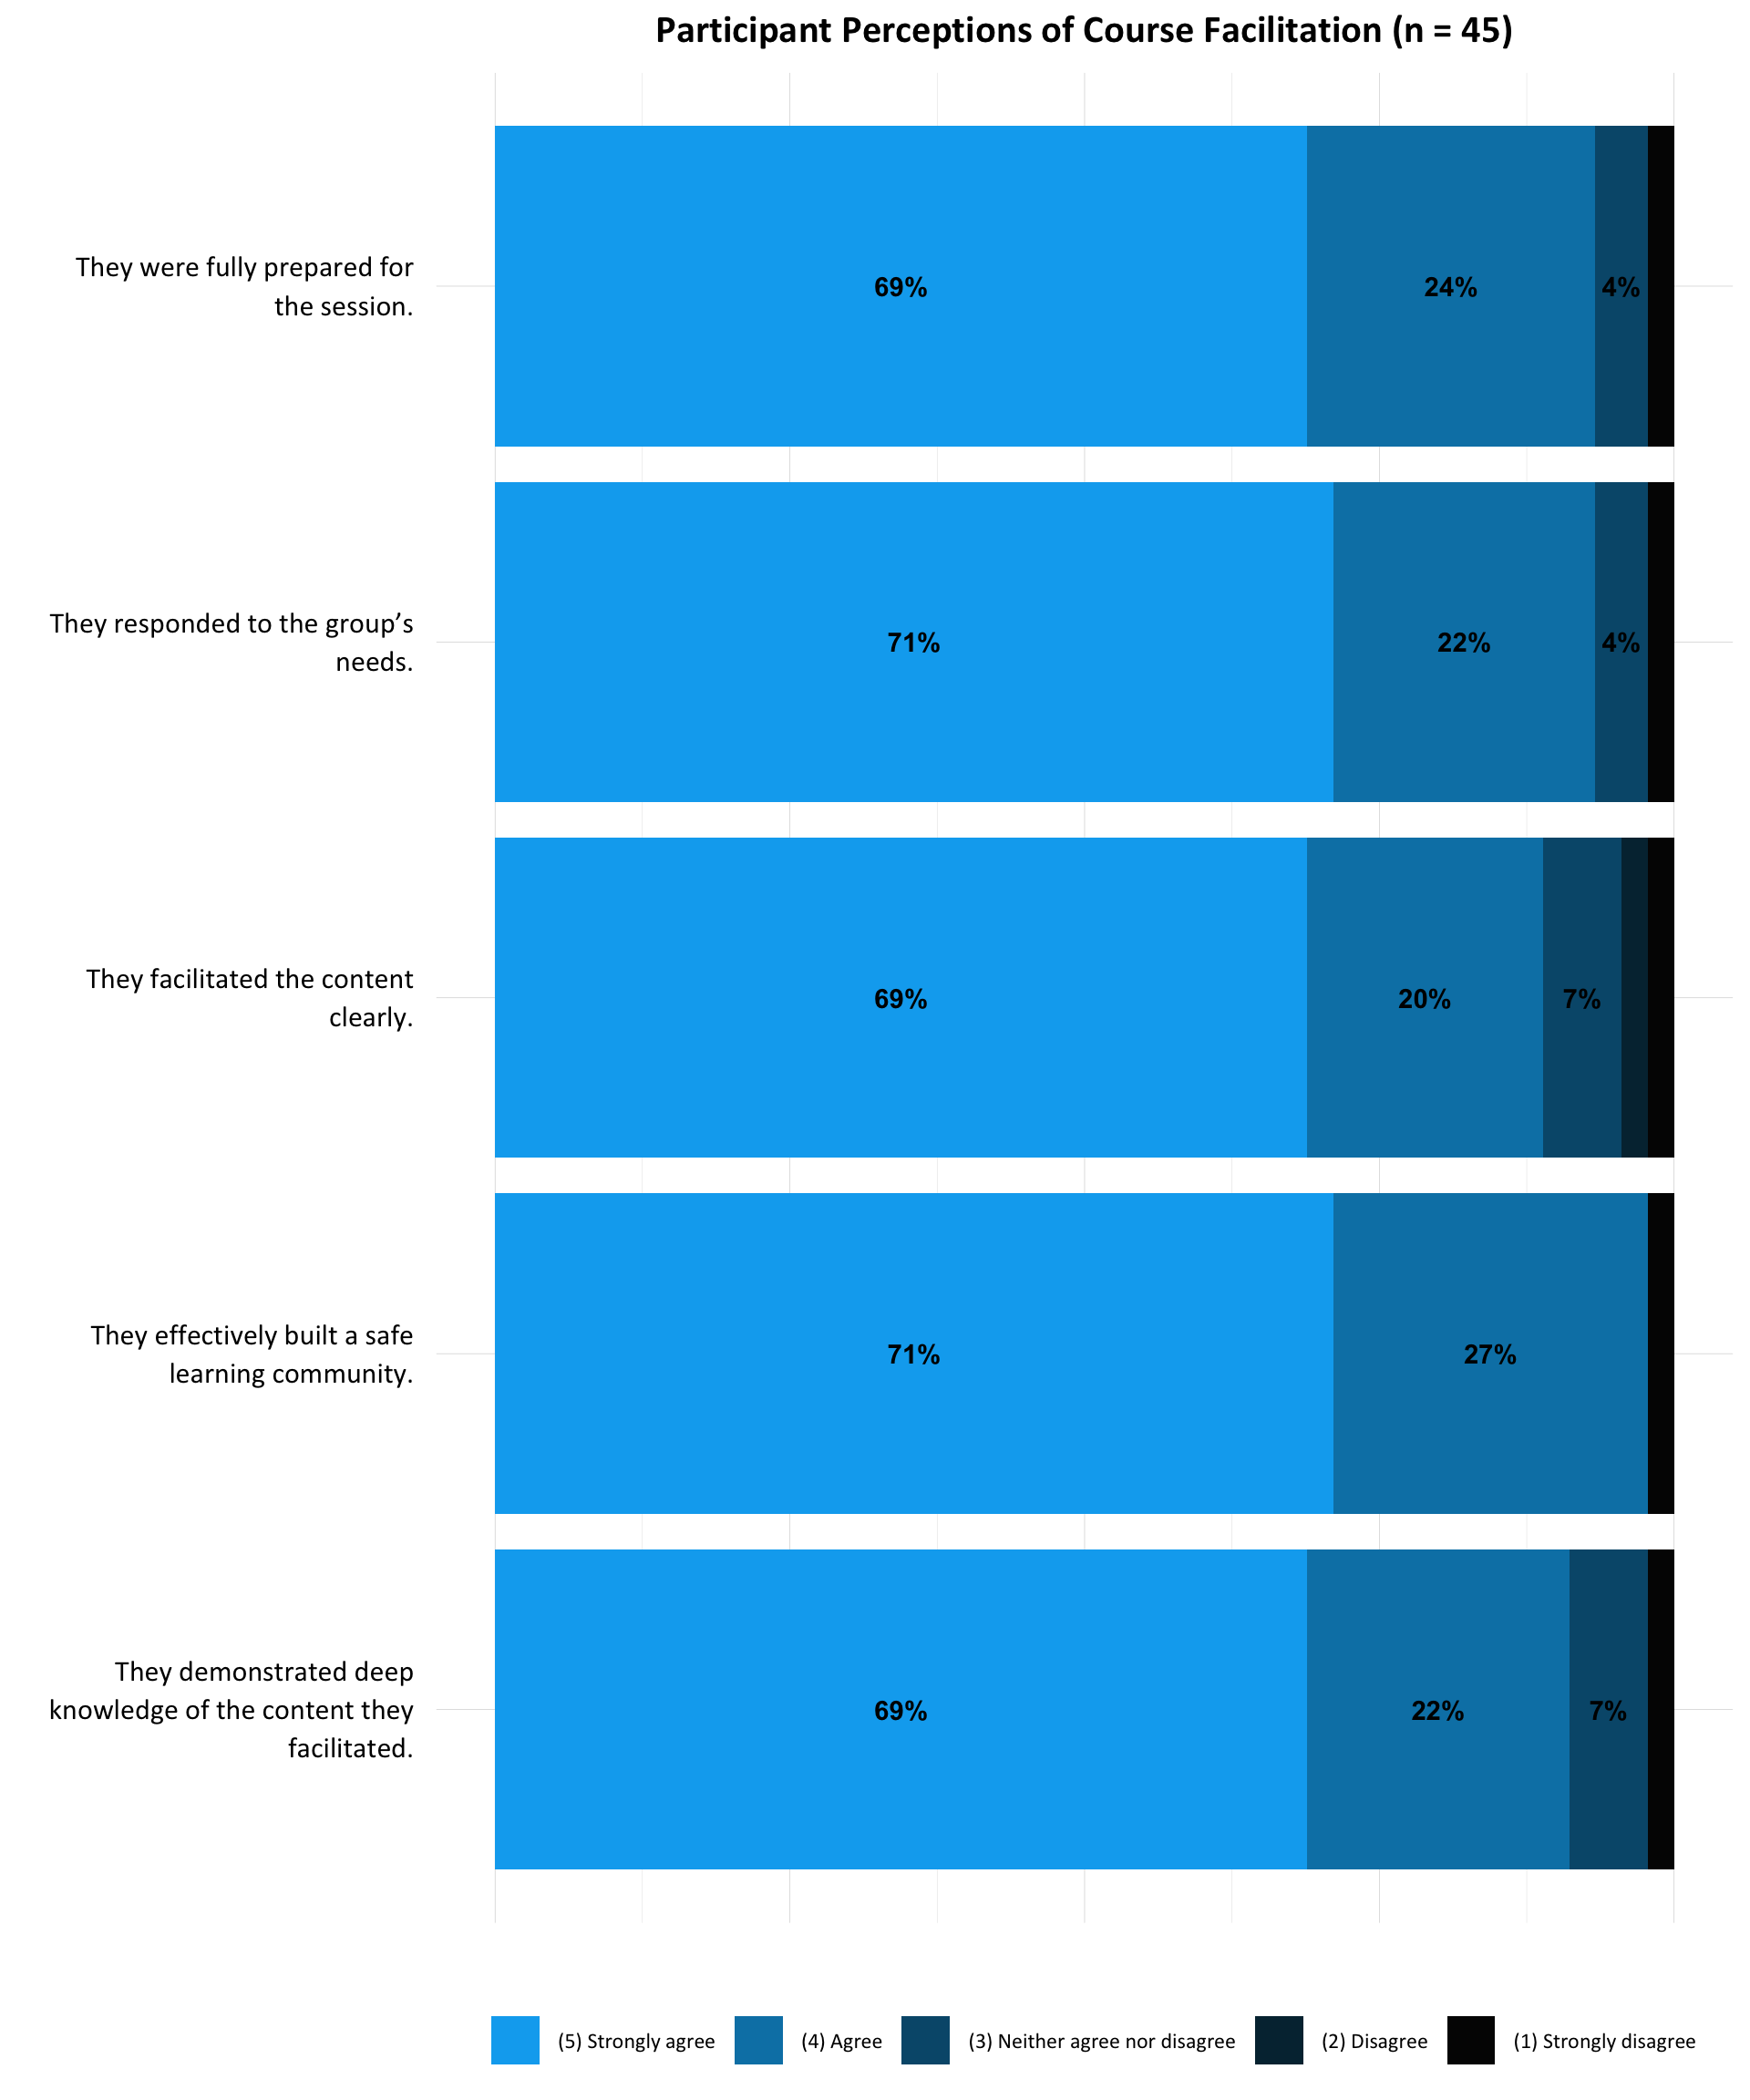 Participant Perceptions of Course Facilitation (n = 45)
They were fully prepared for
the session.
69%
24%
4%
They responded to the group’s
needs.
71%
22%
4%
They facilitated the content
clearly.
69%
20%
7%
They effectively built a safe
learning community.
71%
27%
They demonstrated deep
knowledge of the content they
facilitated.
69%
22%
7%
(5) Strongly agree
(4) Agree
(3) Neither agree nor disagree
(2) Disagree
(1) Strongly disagree